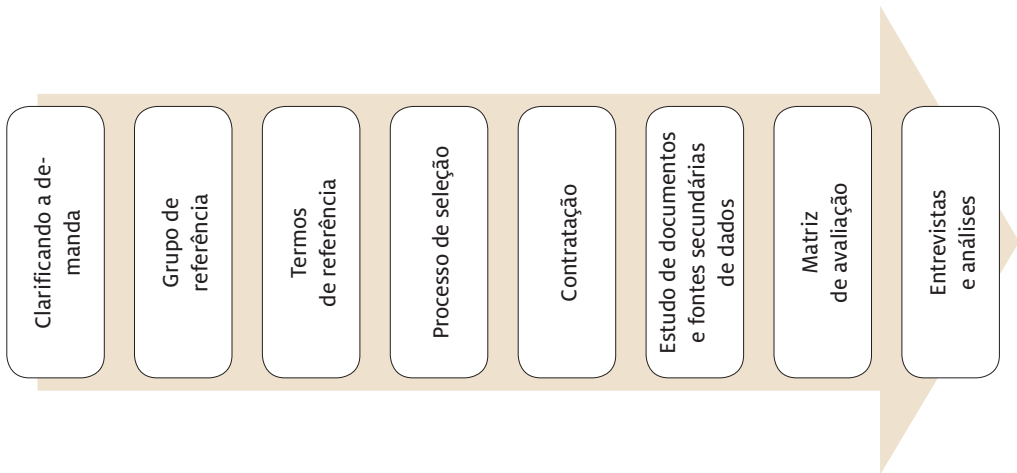 Clarificando a de-
manda
Grupo de
referência
Termos
de referência
Processo de seleção
Contratação
Estudo de documentos
e fontes secundárias
de dados
Matriz
de avaliação
Entrevistas
e análises